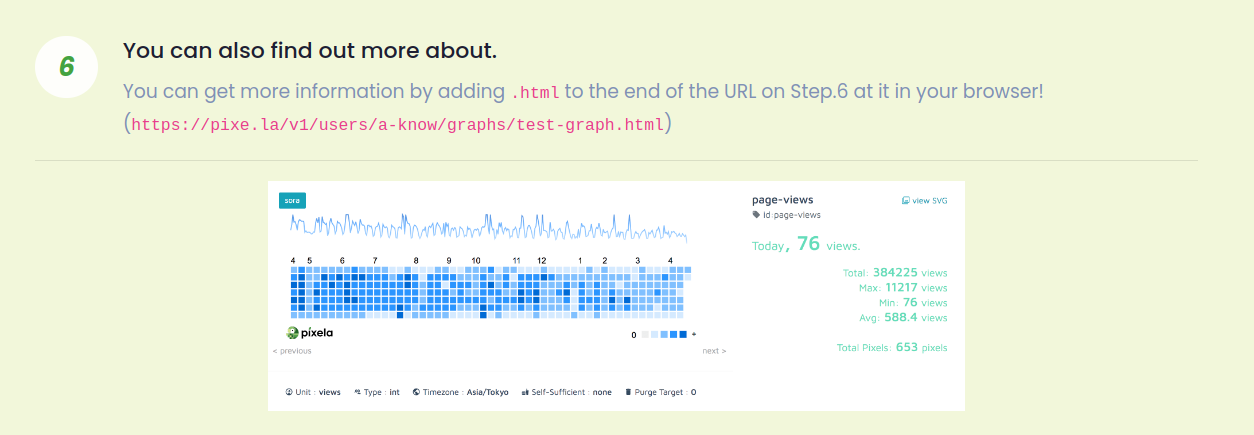 6
You can also find out more about.
You can get more information by adding .html to the end of the URL on Step.6 at it in your browser!
(https://pixe.la/v1/users/a-know/graphs/test-graph.html)
sora
page-views
view SVG
id:page-views
Today, 76 views.
4 5 6 7 8 9 10 11 12 1 2 3 4
Total: 384225 views
Max: 11217 views
Min: 76 views
Avg: 588.4 views
Total Pixels: 653 pixels
pixela
0 +
< previous
next >
Unit : views Type : int Timezone : Asia/Tokyo Self-Sufficient : none Purge Target : 0